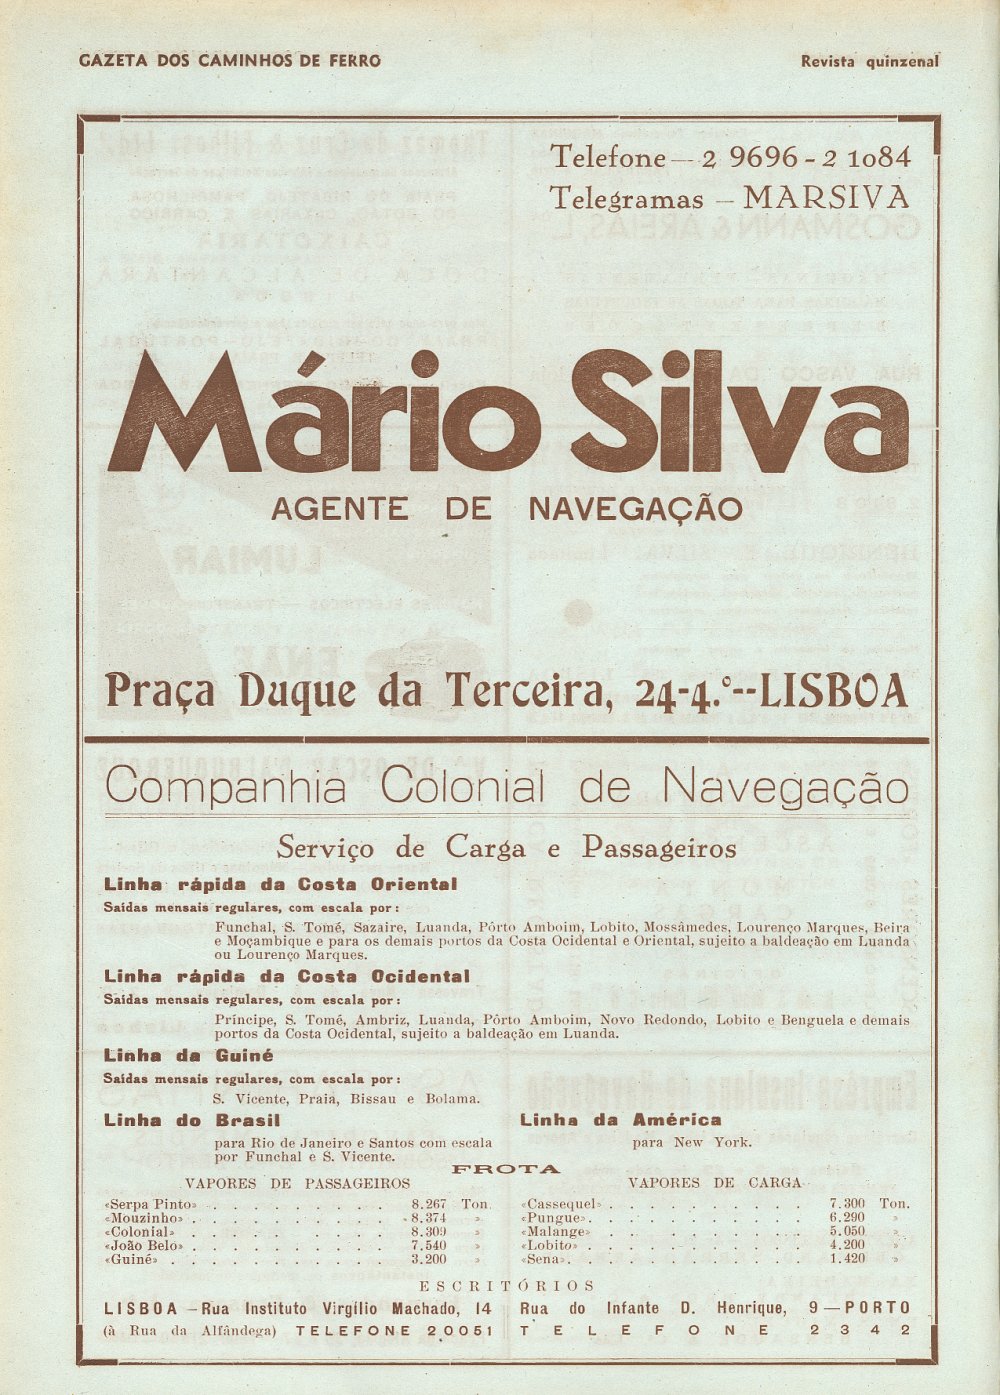 GAZETA DOS CAMINHOS DE FERRO
Revista quinzenal
Telefone — 2 9696 - 2 1084
Telegramas — MARSIVA
Mário Silva
AGENTE DE NAVEGAÇÃO
Praça Duque da Terceira, 24-4.º--LISBOA
Companhia Colonial de Navegação
Serviço de Carga e Passageiros
Linha rápida da Costa Oriental
Saídas mensais regulares, com escala por:
Funchal, S. Tomé, Sazaire, Luanda, Pôrto Amboim, Lobito, Mossâmedes, Lourenço Marques, Beira
e Moçambique e para os demais portos da Costa Ocidental e Oriental, sujeito a baldeação em Luanda
ou Lourenço Marques.
Linha rápida da Costa Ocidental
Saídas mensais regulares, com escala por:
Príncipe, S. Tomé, Ambriz, Luanda, Pôrto Amboim, Novo Redondo, Lobito e Benguela e demais
portos da Costa Ocidental, sujeito a baldeação em Luanda.
Linha da Guiné
Saídas mensais regulares, com escala por:
S. Vicente, Praia, Bissau e Bolama.
Linha do Brasil
para Rio de Janeiro e Santos com escala
por Funchal e S. Vicente.
Linha da América
para New York.
FROTA
VAPORES DE PASSAGEIROS
«Serpa Pinto» . . . . . . . . . 8.267 Ton.
«Mouzinho» . . . . . . . . . . 8.374 »
«Colonial» . . . . . . . . . . 8.309 »
«João Belo» . . . . . . . . . . 7.540 »
«Guiné» . . . . . . . . . . . 3.200 »
VAPORES DE CARGA
«Cassequel» . . . . . . . . . . 7.300 Ton.
«Pungue» . . . . . . . . . . . 6.290 »
«Malange» . . . . . . . . . . 5.050 »
«Lobito» . . . . . . . . . . . 4.200 »
«Sena» . . . . . . . . . . . . 1.420 »
ESCRITÓRIOS
LISBOA — Rua Instituto Virgílio Machado, 14
(à Rua da Alfândega) TELEFONE 2 0051
Rua do Infante D. Henrique, 9 — PORTO
TELEFONE 2342